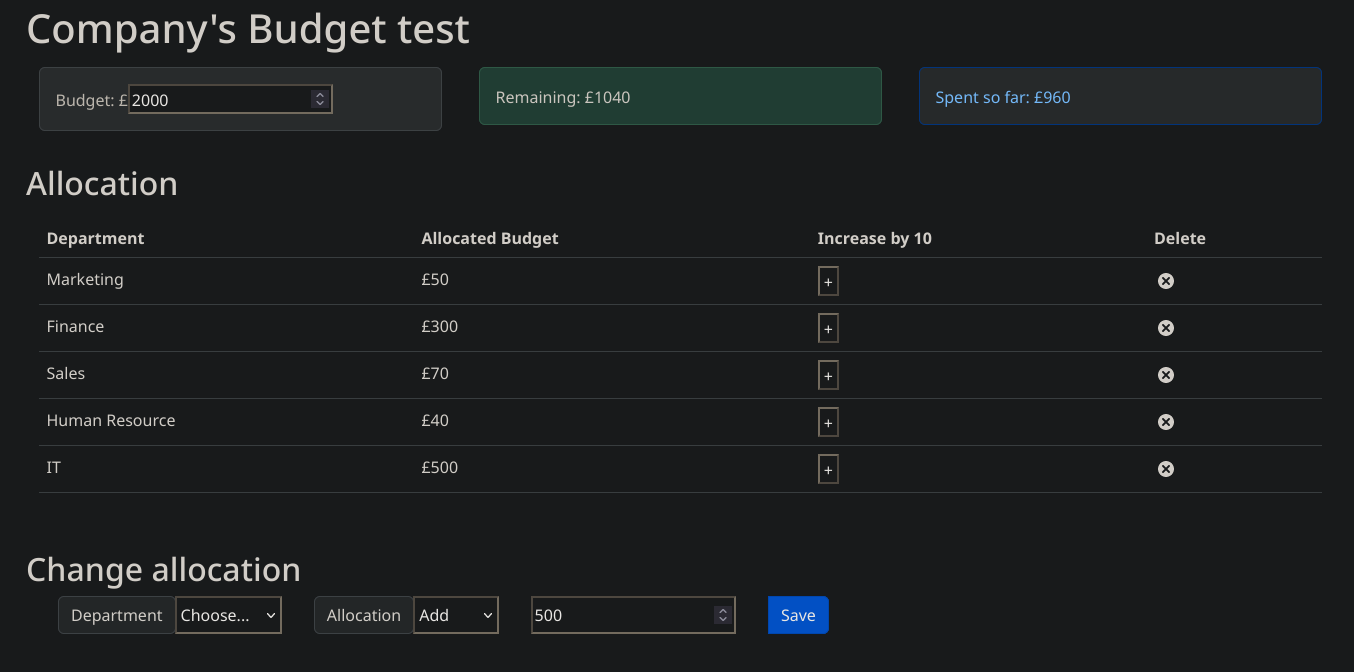 Company's Budget test
Budget: £ 2000
Remaining: £1040
Spent so far: £960
Allocation
Department Allocated Budget Increase by 10 Delete
Marketing £50 +
Finance £300 +
Sales £70 +
Human Resource £40 +
IT £500 +
Change allocation
Department Choose... Allocation Add 500 Save